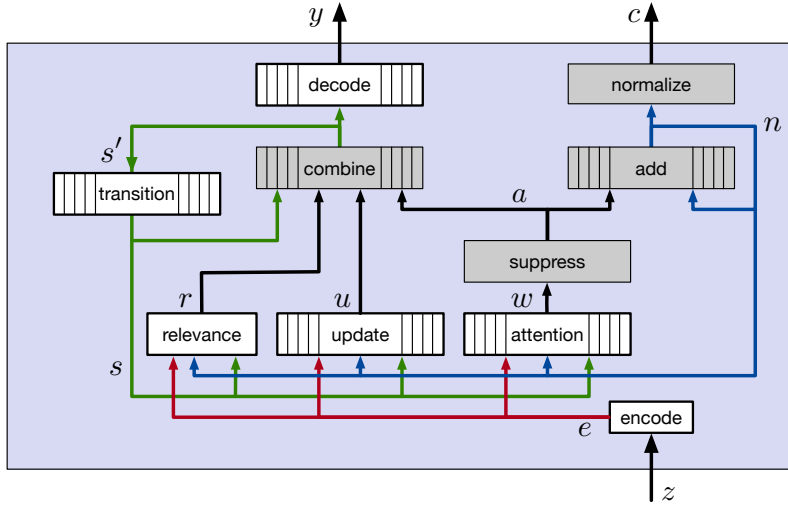 y
c
decode
normalize
n
s′
combine
add
transition
a
suppress
r
u
w
relevance
update
attention
s
encode
e
z